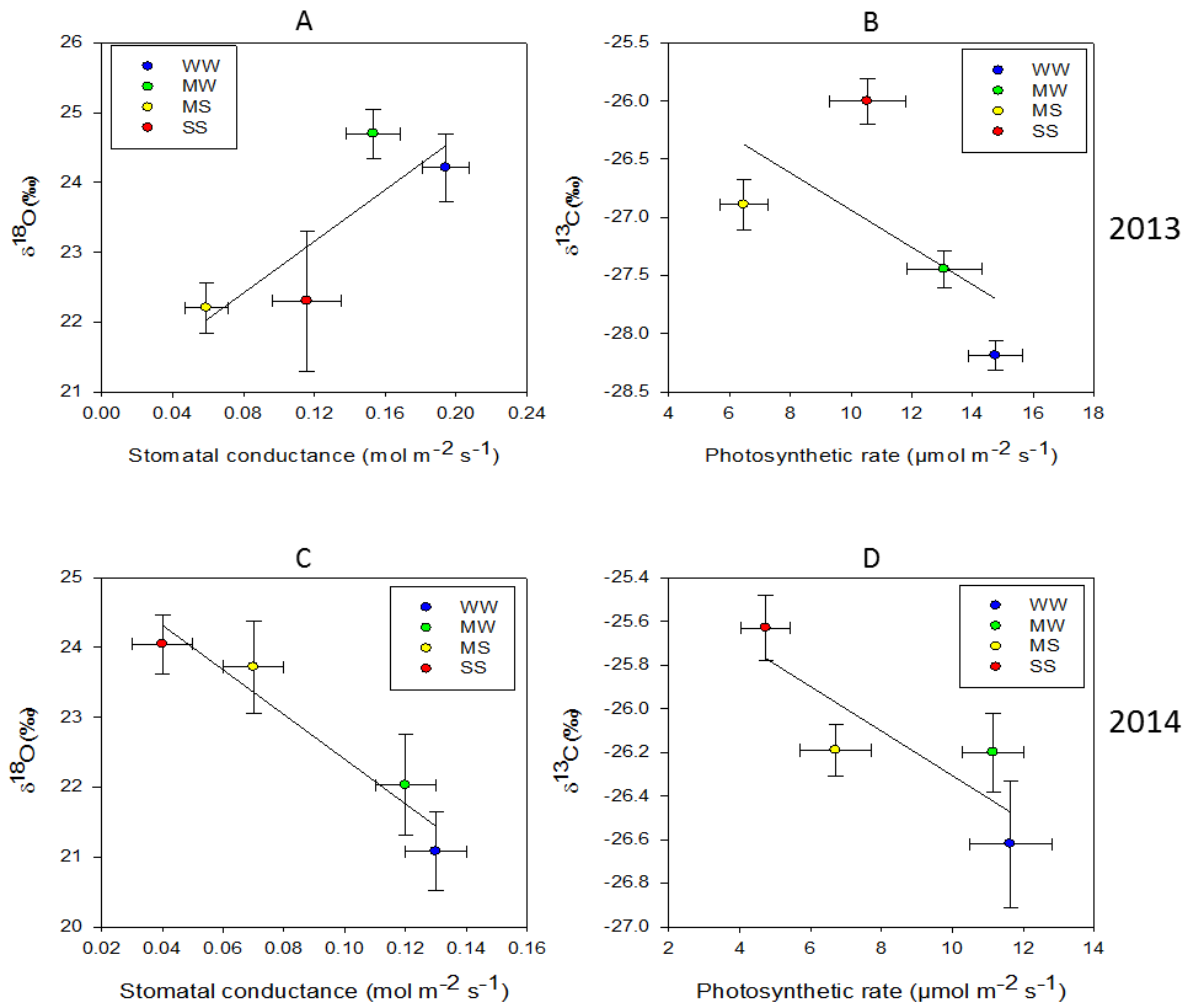 A
26
25
24
23
22
21
δ18O(‰)
WW
MW
MS
SS
0.00 0.04 0.08 0.12 0.16 0.20 0.24
Stomatal conductance (mol m-2 s-1)
B
-25.5
-26.0
-26.5
-27.0
-27.5
-28.0
-28.5
δ13C(‰)
WW
MW
MS
SS
4 6 8 10 12 14 16 18
Photosynthetic rate (µmol m-2 s-1)
2013
C
25
24
23
22
21
20
δ18O(‰)
WW
MW
MS
SS
0.02 0.04 0.06 0.08 0.10 0.12 0.14 0.16
Stomatal conductance (mol m-2 s-1)
D
-25.4
-25.6
-25.8
-26.0
-26.2
-26.4
-26.6
-26.8
-27.0
δ13C(‰)
WW
MW
MS
SS
2 4 6 8 10 12 14
Photosynthetic rate (µmol m-2 s-1)
2014